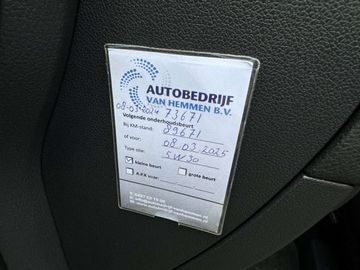 AUTOBEDRIJF
VAN HEMMEN B.V.
08-03-2024 73671
Volgende onderhoudsbeurt
Bij KM-stand: 89671
of voor: 08.03.2025
Type olie: 5W30
kleine beurt grote beurt
A.P.K voor: